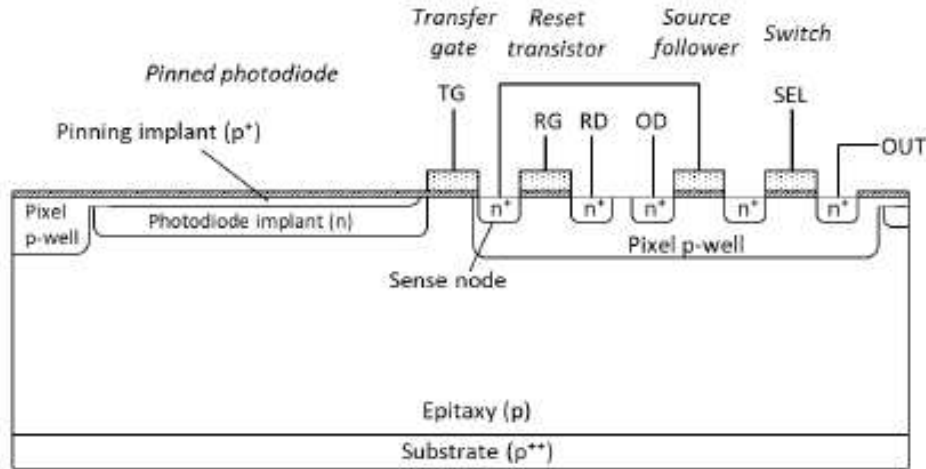 Transfer
gate
Reset
transistor
Source
follower
Switch
Pinned photodiode
TG
SEL
Pinning implant (p⁺)
RG RD OD
OUT
n⁺ n⁺ n⁺ n⁺ n⁺
Pixel
p-well
Photodiode implant (n)
Pixel p-well
Sense node
Epitaxy (p)
Substrate (p⁺⁺)